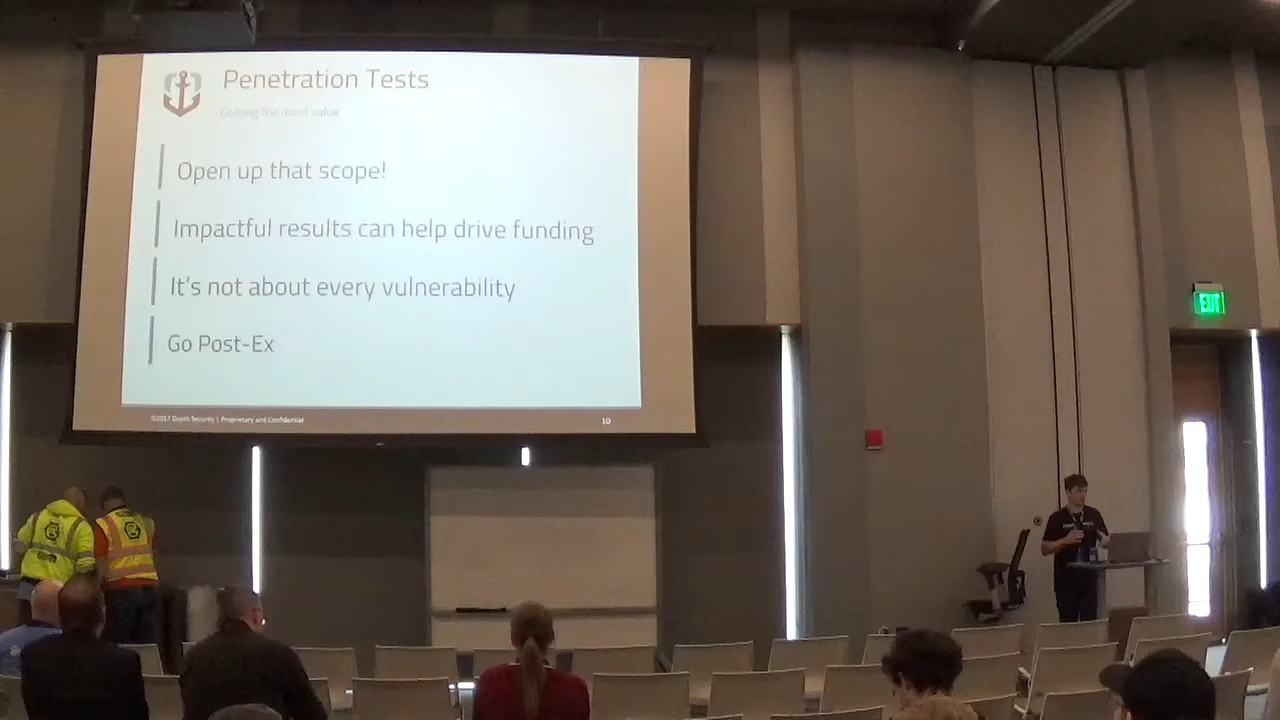 Penetration Tests
Getting the most value
Open up that scope!
Impactful results can help drive funding
It's not about every vulnerability
Go Post-Ex
©2017 Depth Security | Proprietary and Confidential
10
EXIT